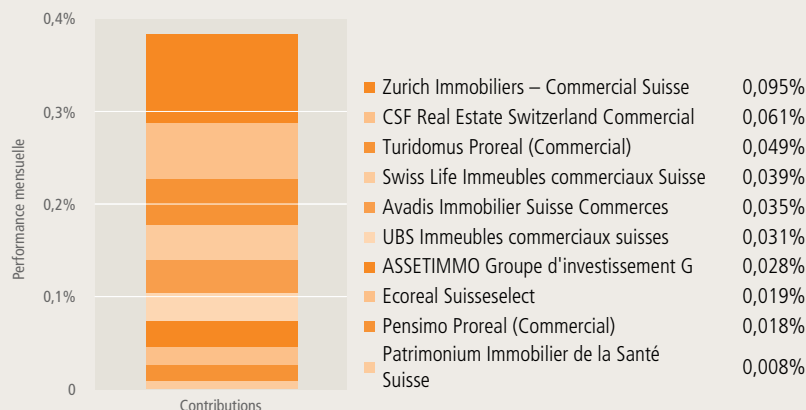 0,4%
0,3%
0,2%
0,1%
0
Performance mensuelle
Contributions
Zurich Immobiliers – Commercial Suisse 0,095%
CSF Real Estate Switzerland Commercial 0,061%
Turidomus Proreal (Commercial) 0,049%
Swiss Life Immeubles commerciaux Suisse 0,039%
Avadis Immobilier Suisse Commerces 0,035%
UBS Immeubles commerciaux suisses 0,031%
ASSETIMMO Groupe d'investissement G 0,028%
Ecoreal Suisseselect 0,019%
Pensimo Proreal (Commercial) 0,018%
Patrimonium Immobilier de la Santé
Suisse 0,008%